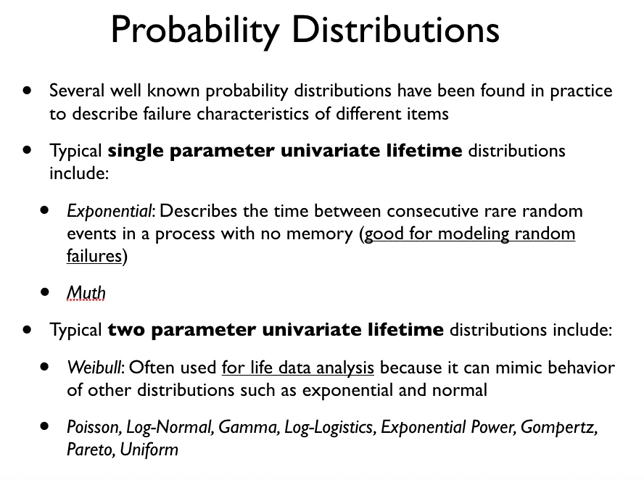 Probability Distributions
• Several well known probability distributions have been found in practice
to describe failure characteristics of different items
• Typical single parameter univariate lifetime distributions
include:
• Exponential: Describes the time between consecutive rare random
events in a process with no memory (good for modeling random
failures)
• Muth
• Typical two parameter univariate lifetime distributions include:
• Weibull: Often used for life data analysis because it can mimic behavior
of other distributions such as exponential and normal
• Poisson, Log-Normal, Gamma, Log-Logistics, Exponential Power, Gompertz,
Pareto, Uniform